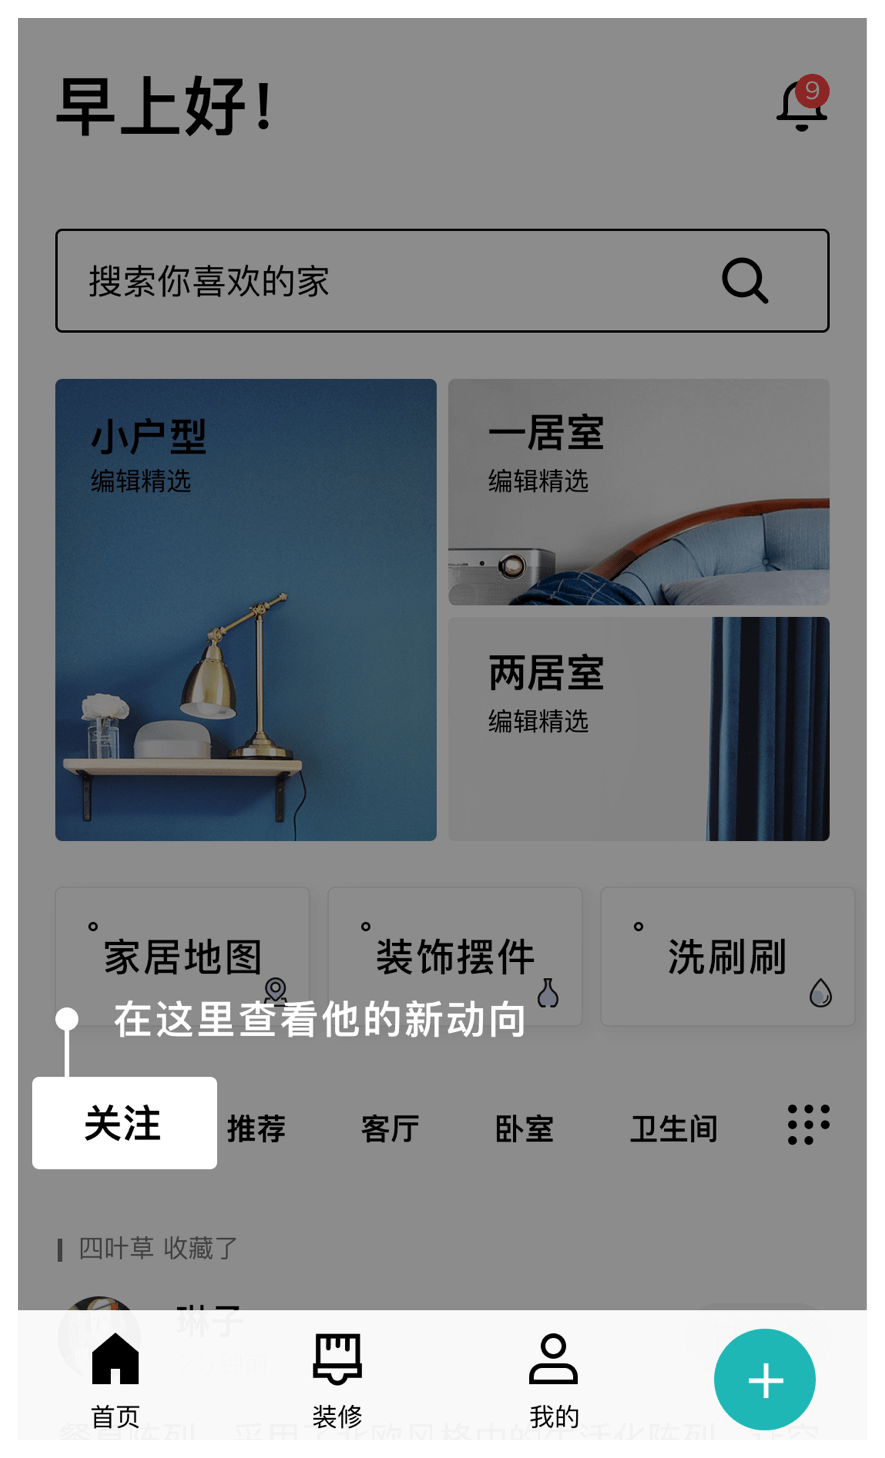 早上好!
9
搜索你喜欢的家
小户型
编辑精选
一居室
编辑精选
两居室
编辑精选
家居地图
装饰摆件
洗刷刷
在这里查看他的新动向
关注
推荐
客厅
卧室
卫生间
四叶草 收藏了
琳子
首页
装修
我的